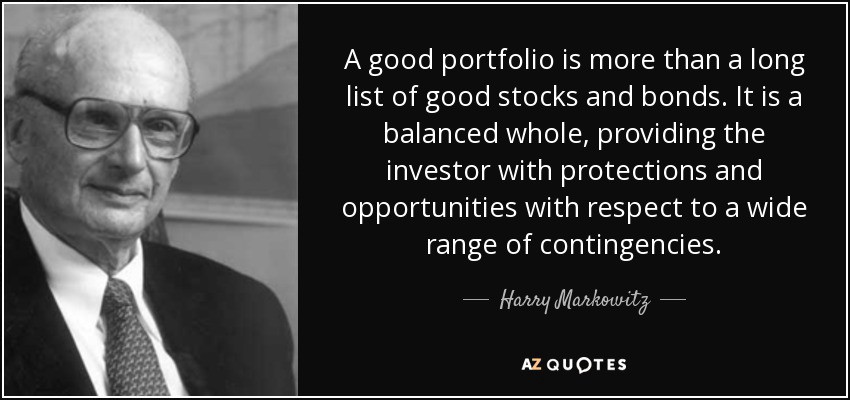 A good portfolio is more than a long
list of good stocks and bonds. It is a
balanced whole, providing the
investor with protections and
opportunities with respect to a wide
range of contingencies.
Harry Markowitz
AZ QUOTES